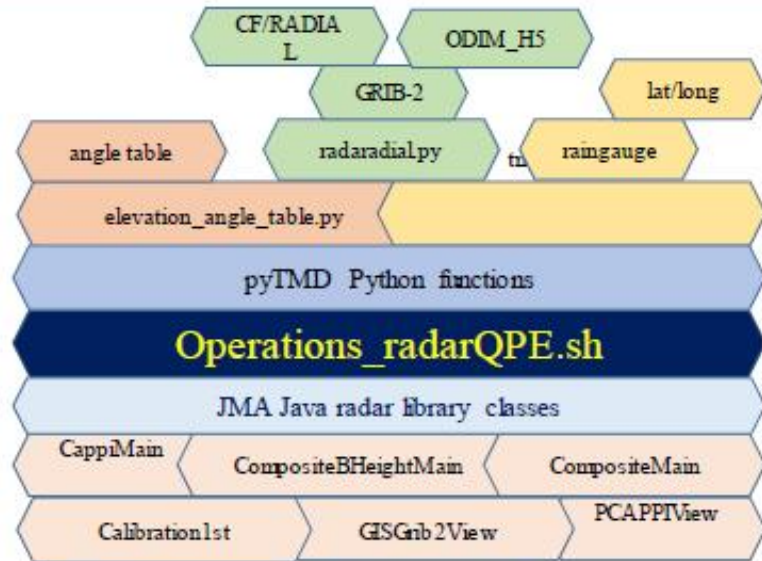 CF/RADIA
L
ODIM_H5
GRIB-2
lat/long
angle table
radaradial.py
raingauge
elevation_angle_table.py
pyTMD Python functions
Operations_radarQPE.sh
JMA Java radar library classes
CappiMain
CompositeBHeightMain
CompositeMain
Calibration1st
GISGrib2View
PCAPPIView